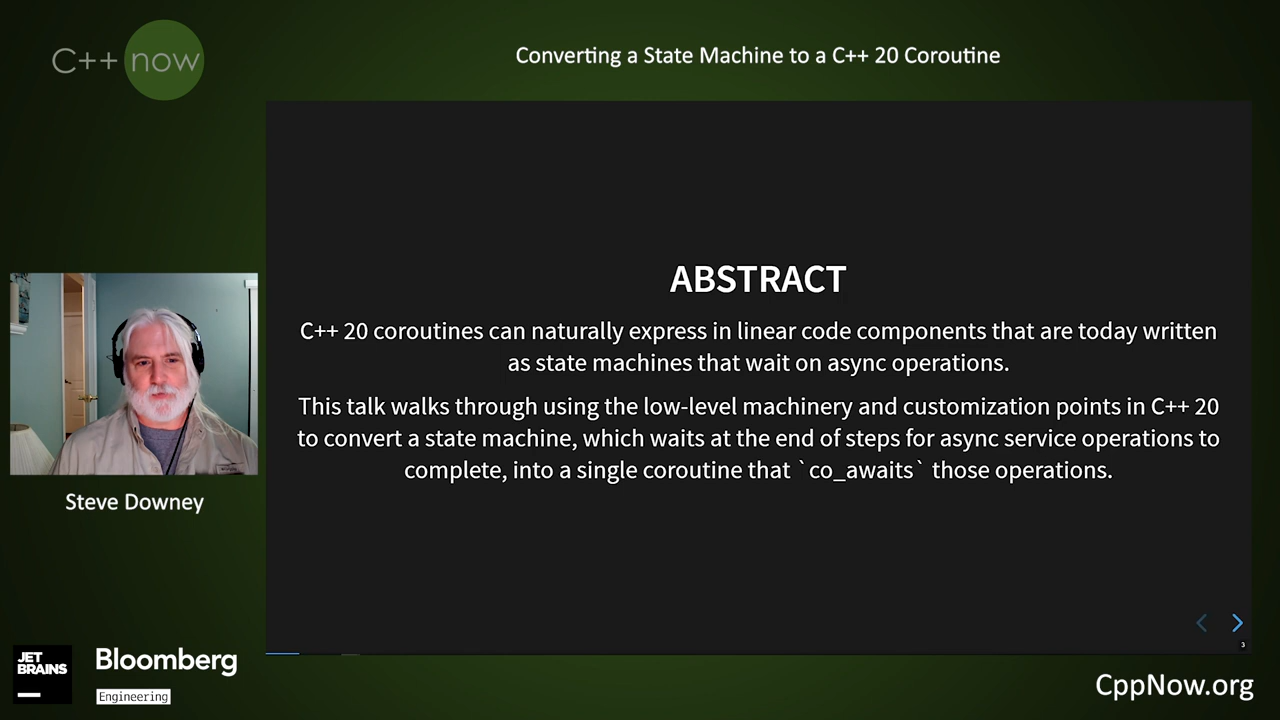 C++ now
Converting a State Machine to a C++ 20 Coroutine
ABSTRACT
C++ 20 coroutines can naturally express in linear code components that are today written
as state machines that wait on async operations.
This talk walks through using the low-level machinery and customization points in C++ 20
to convert a state machine, which waits at the end of steps for async service operations to
complete, into a single coroutine that `co_awaits` those operations.
Steve Downey
3
JET
BRAINS
Bloomberg
Engineering
CppNow.org